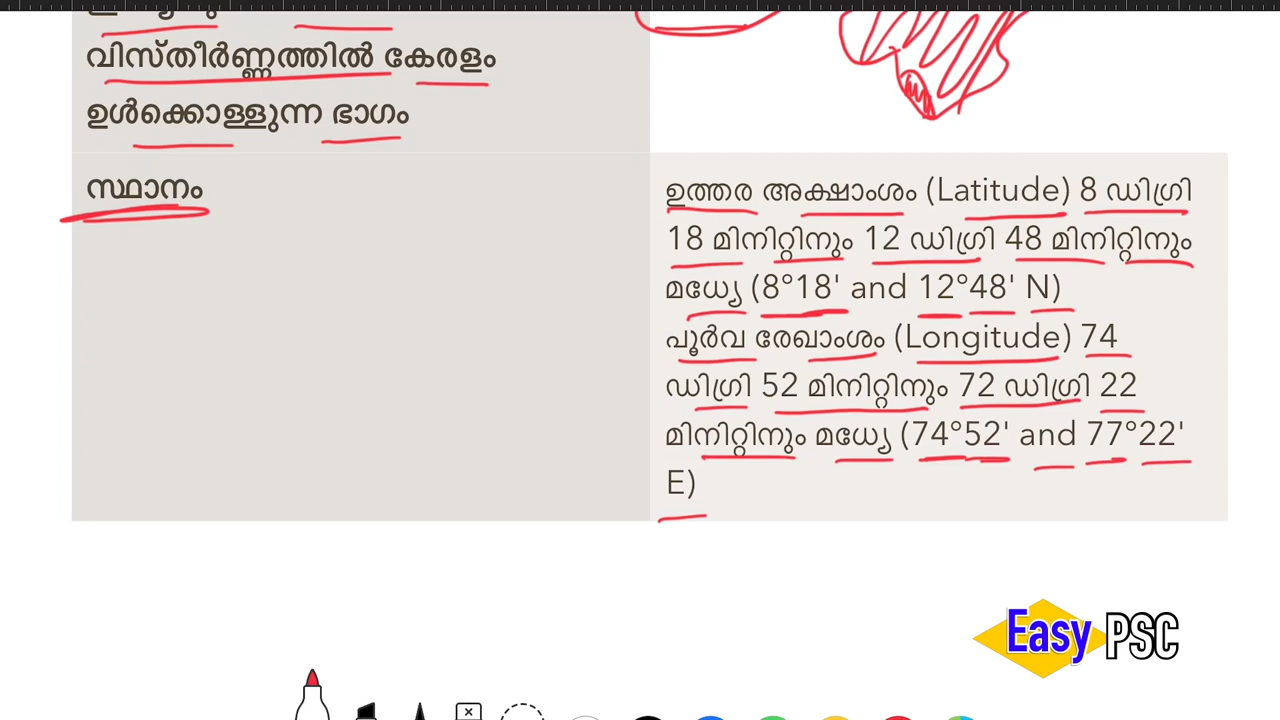 വിസ്തീർണ്ണത്തിൽ കേരളം
ഉൾക്കൊള്ളുന്ന ഭാഗം
സ്ഥാനം
ഉത്തര അക്ഷാംശം (Latitude) 8 ഡിഗ്രി
18 മിനിറ്റിനും 12 ഡിഗ്രി 48 മിനിറ്റിനും
മധ്യേ (8°18' and 12°48' N)
പൂർവ രേഖാംശം (Longitude) 74
ഡിഗ്രി 52 മിനിറ്റിനും 72 ഡിഗ്രി 22
മിനിറ്റിനും മധ്യേ (74°52' and 77°22'
E)
Easy PSC